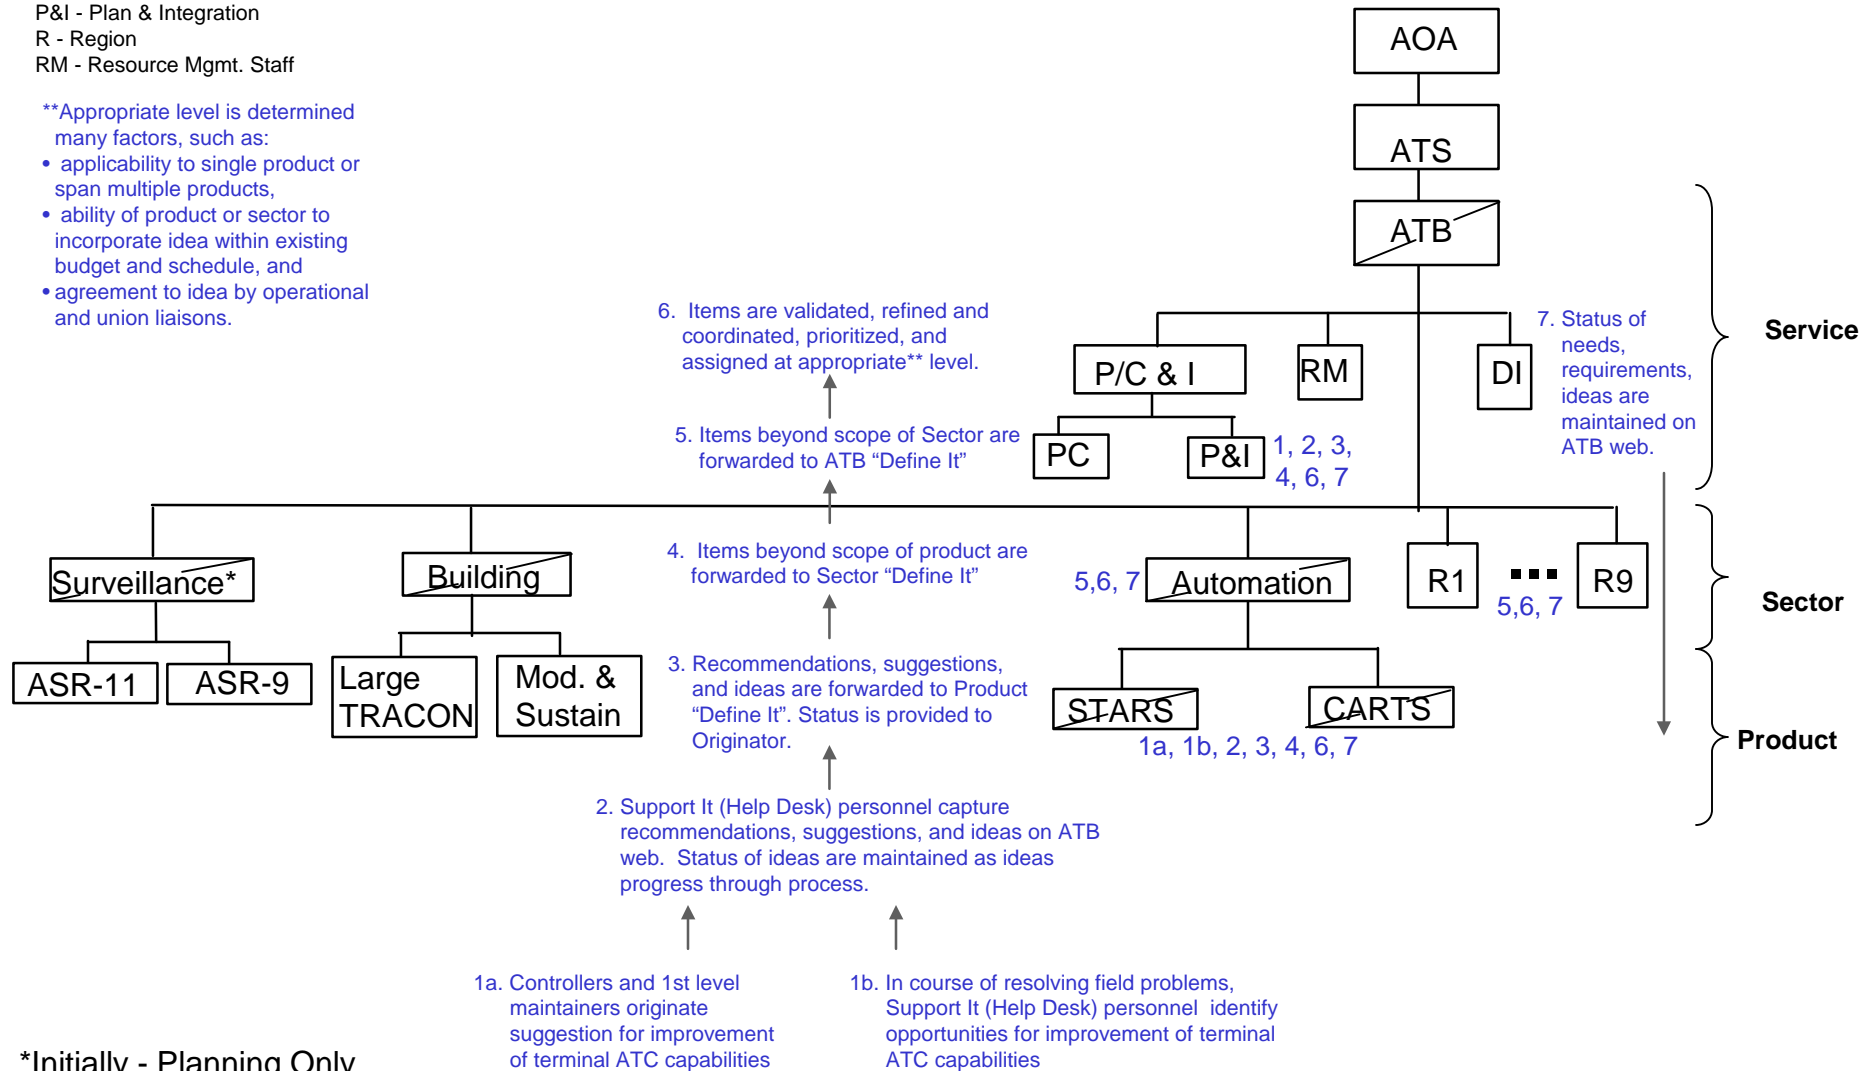 P&I - Plan & Integration
R - Region
RM - Resource Mgmt. Staff
**Appropriate level is determined
many factors, such as:
• applicability to single product or
span multiple products,
• ability of product or sector to
incorporate idea within existing
budget and schedule, and
• agreement to idea by operational
and union liaisons.
AOA
ATS
ATB
Service
6. Items are validated, refined and
coordinated, prioritized, and
assigned at appropriate** level.
P/C & I
RM
DI
7. Status of
needs,
requirements,
ideas are
maintained on
ATB web.
5. Items beyond scope of Sector are
forwarded to ATB “Define It”
PC
P&I
1, 2, 3,
4, 6, 7
4. Items beyond scope of product are
forwarded to Sector “Define It”
Surveillance*
Building
5,6, 7
Automation
R1
5,6, 7
R9
Sector
3. Recommendations, suggestions,
and ideas are forwarded to Product
“Define It”. Status is provided to
Originator.
ASR-11
ASR-9
Large
TRACON
Mod. &
Sustain
STARS
CARTS
1a, 1b, 2, 3, 4, 6, 7
Product
2. Support It (Help Desk) personnel capture
recommendations, suggestions, and ideas on ATB
web. Status of ideas are maintained as ideas
progress through process.
1a. Controllers and 1st level
maintainers originate
suggestion for improvement
of terminal ATC capabilities
1b. In course of resolving field problems,
Support It (Help Desk) personnel identify
opportunities for improvement of terminal
ATC capabilities
*Initially - Planning Only